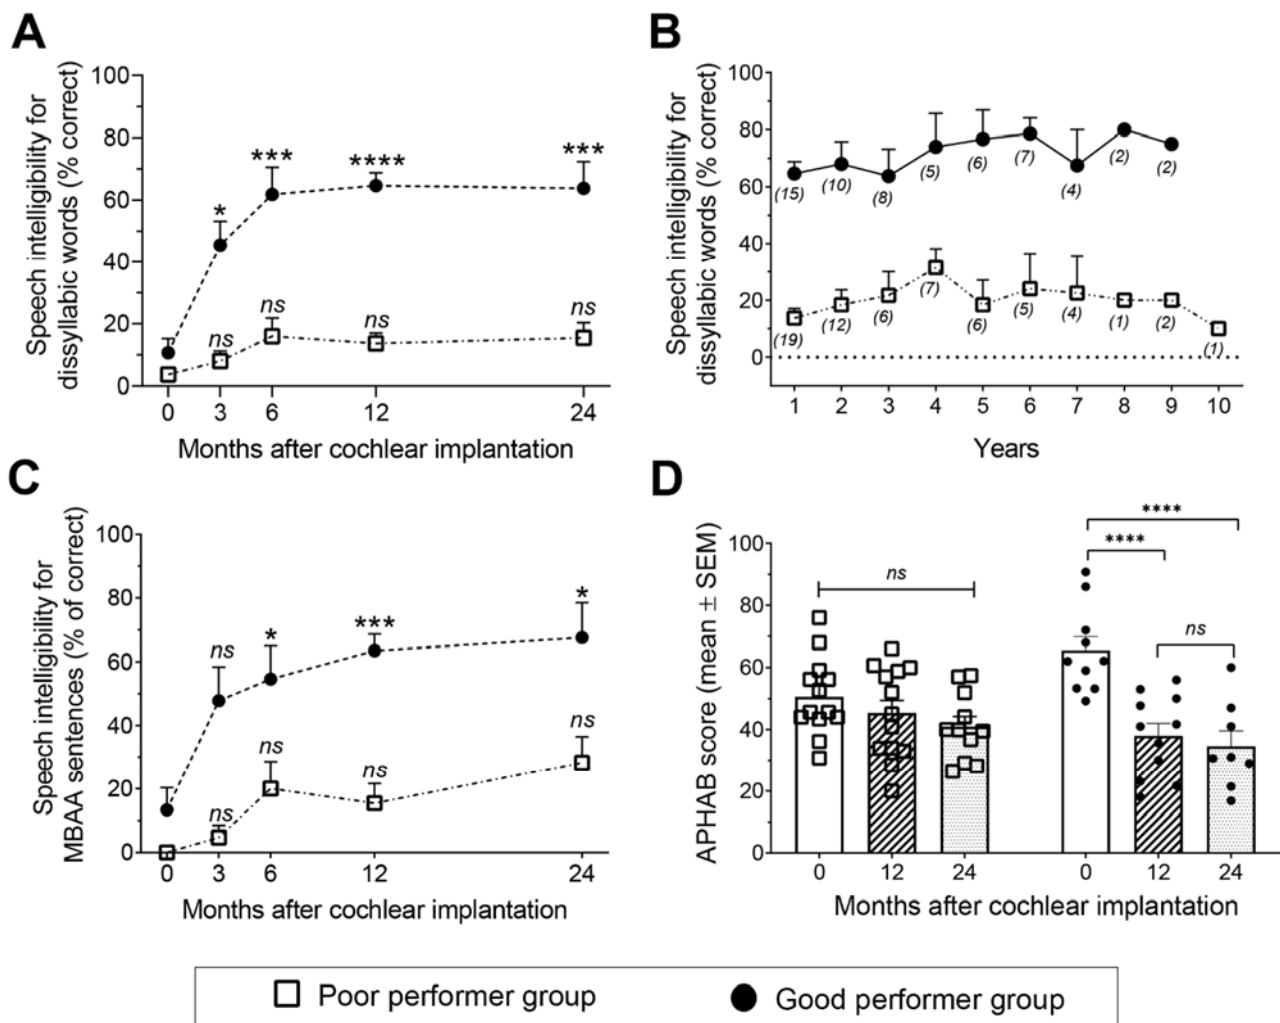 A
Speech intelligibility for
dissyllabic words (% correct)
100
80
60
40
20
0
*
***
****
***
ns
ns
ns
ns
0 3 6 12 24
Months after cochlear implantation
B
Speech intelligibility for
dissyllabic words (% correct)
100
80
60
40
20
0
(15) (10) (8) (5) (6) (7) (4) (2) (2)
(19) (12) (6) (7) (6) (5) (4) (1) (2) (1)
1 2 3 4 5 6 7 8 9 10
Years
C
Speech intelligibility for
MBAA sentences (% of correct)
100
80
60
40
20
0
ns
*
***
*
ns
ns
ns
ns
0 3 6 12 24
Months after cochlear implantation
D
APHAB score (mean ± SEM)
100
80
60
40
20
0
ns
****
****
ns
0 12 24 0 12 24
Months after cochlear implantation
Poor performer group
Good performer group